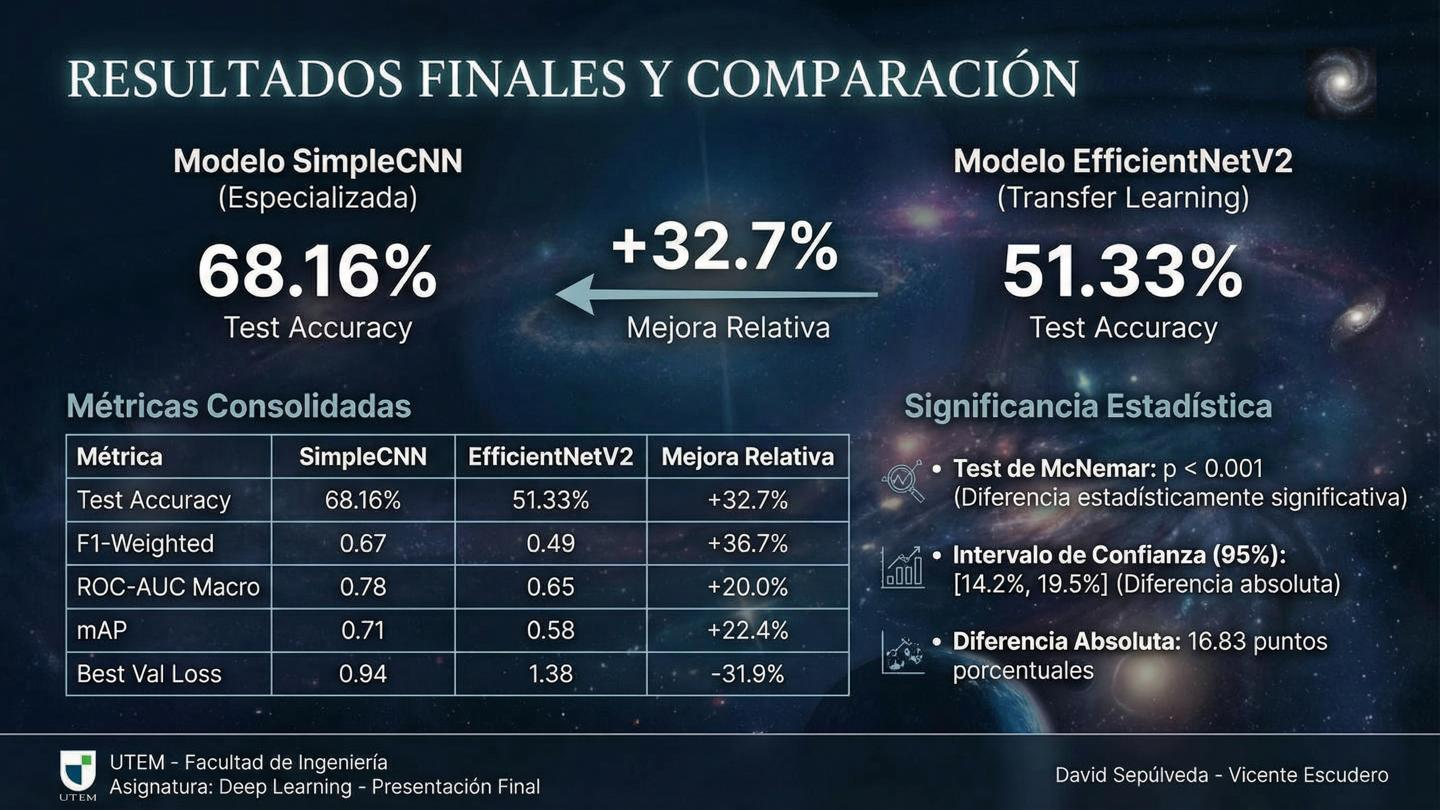 RESULTADOS FINALES Y COMPARACIÓN
Modelo SimpleCNN
(Especializada)
68.16%
Test Accuracy
+32.7%
Mejora Relativa
Modelo EfficientNetV2
(Transfer Learning)
51.33%
Test Accuracy
Métricas Consolidadas
Métrica SimpleCNN EfficientNetV2 Mejora Relativa
Test Accuracy 68.16% 51.33% +32.7%
F1-Weighted 0.67 0.49 +36.7%
ROC-AUC Macro 0.78 0.65 +20.0%
mAP 0.71 0.58 +22.4%
Best Val Loss 0.94 1.38 -31.9%
Significancia Estadística
• Test de McNemar: p < 0.001
(Diferencia estadísticamente significativa)
• Intervalo de Confianza (95%):
[14.2%, 19.5%] (Diferencia absoluta)
• Diferencia Absoluta: 16.83 puntos
porcentuales
UTEM
UTEM - Facultad de Ingeniería
Asignatura: Deep Learning - Presentación Final
David Sepúlveda - Vicente Escudero